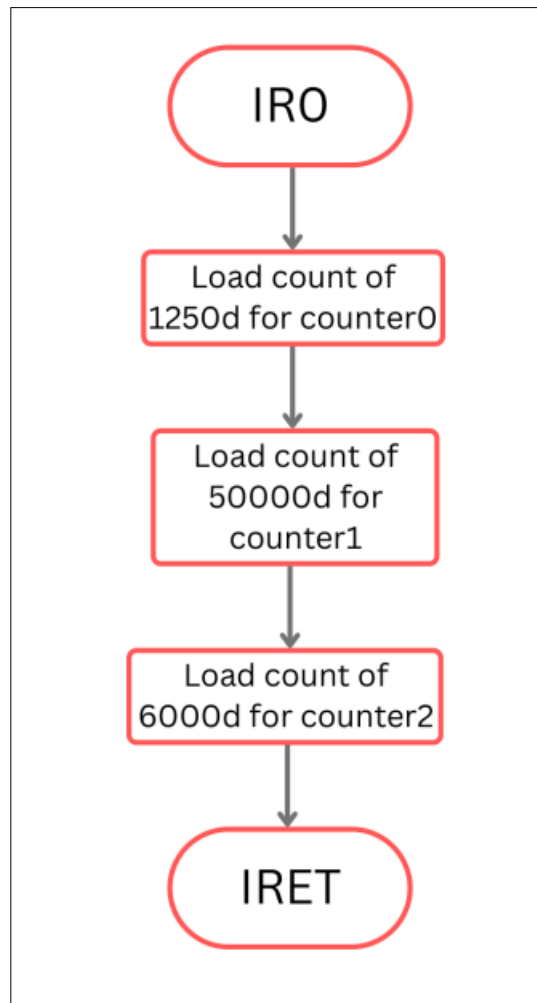 IR0
Load count of
1250d for counter0
Load count of
50000d for
counter1
Load count of
6000d for counter2
IRET